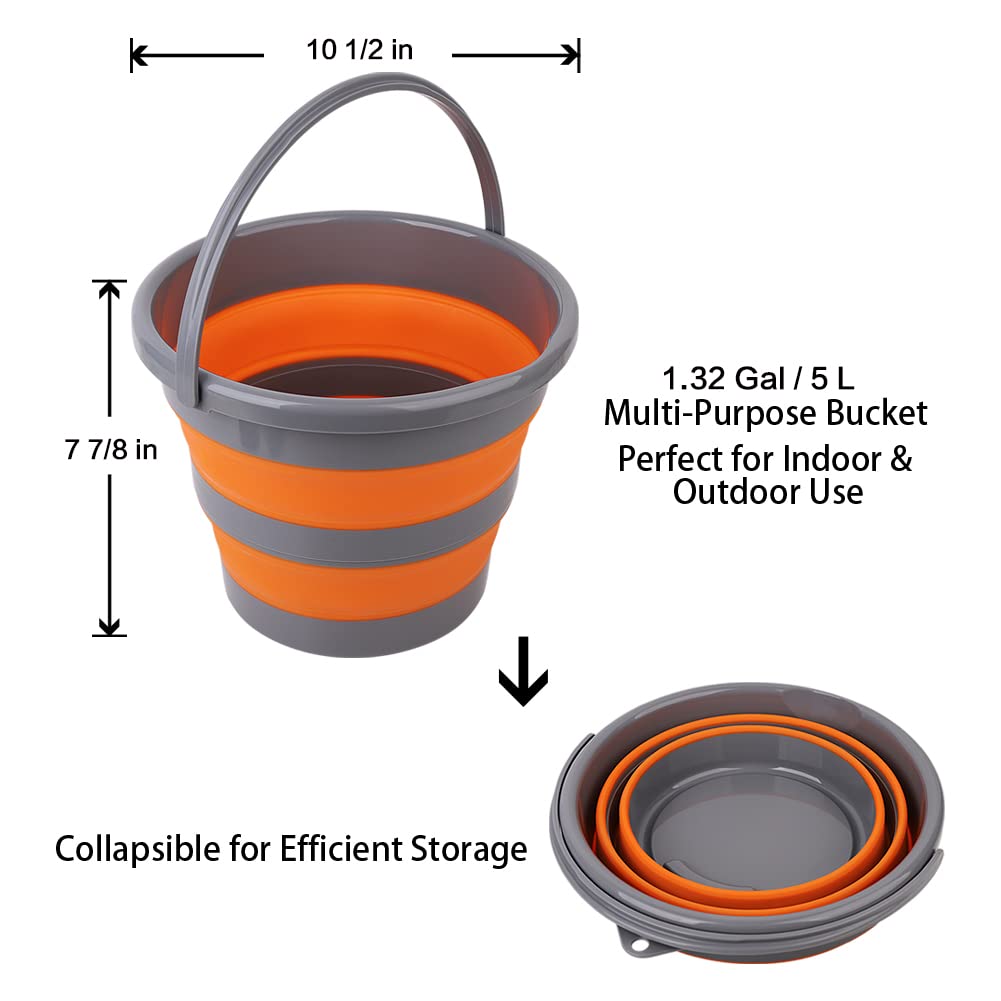 10 1/2 in
7 7/8 in
1.32 Gal / 5 L
Multi-Purpose Bucket
Perfect for Indoor &
Outdoor Use
Collapsible for Efficient Storage